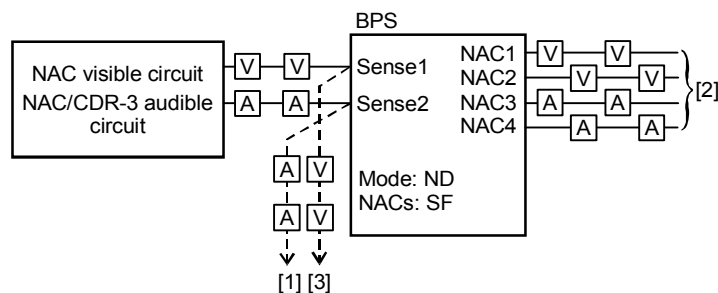 BPS
NAC visible circuit
NAC/CDR-3 audible
circuit
V V
A A
Sense1
Sense2
NAC1
NAC2
NAC3
NAC4
V V
V V
A A
A A
[2]
Mode: ND
NACs: SF
A V
A V
[1] [3]